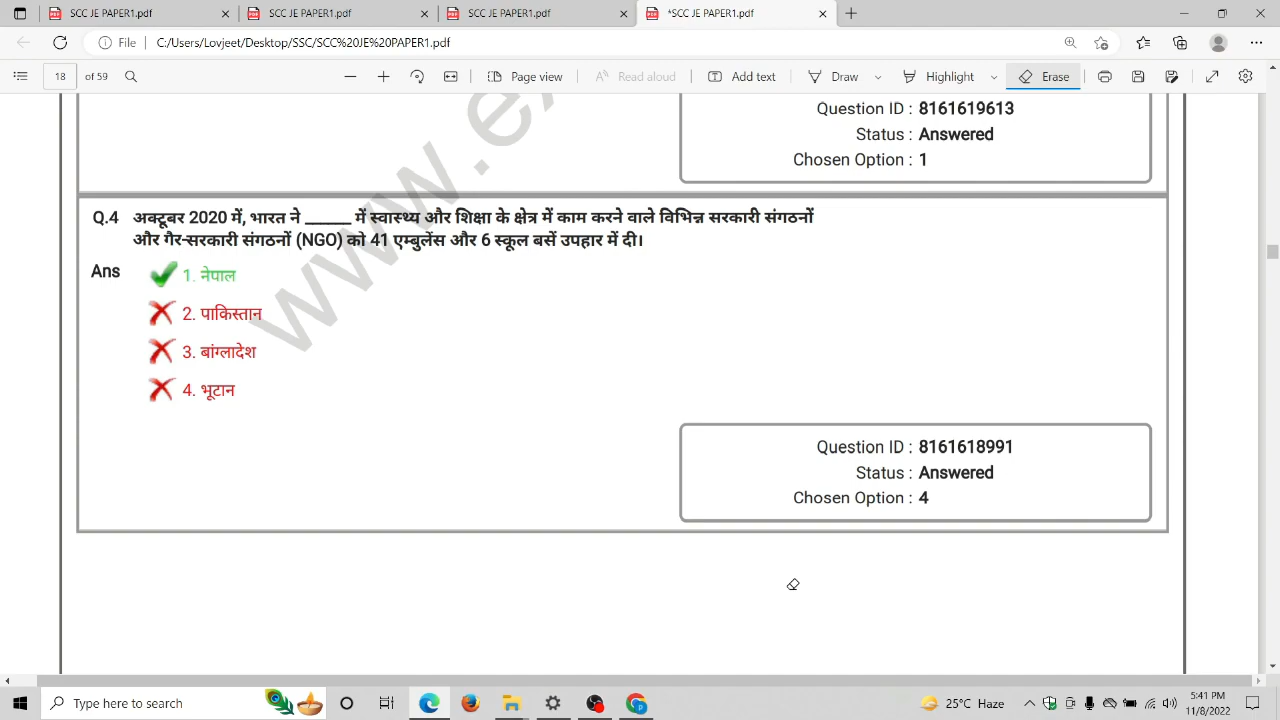 SCC JE PAPER1.pdf
SCC JE PAPER1.pdf
SCC JE PAPER1.pdf
*SCC JE PAPER1.pdf
File C:/Users/Lovjeet/Desktop/SSC/SCC%20JE%20PAPER1.pdf
18 of 59 Page view Read aloud Add text Draw Highlight Erase
Question ID : 8161619613
Status : Answered
Chosen Option : 1
Q.4 अक्टूबर 2020 में, भारत ने ______ में स्वास्थ्य और शिक्षा के क्षेत्र में काम करने वाले विभिन्न सरकारी संगठनों
और गैर-सरकारी संगठनों (NGO) को 41 एम्बुलेंस और 6 स्कूल बसें उपहार में दी।
Ans
1. नेपाल
2. पाकिस्तान
3. बांग्लादेश
4. भूटान
www.e
Question ID : 8161618991
Status : Answered
Chosen Option : 4
Type here to search
25°C Haze
5:41 PM
11/8/2022